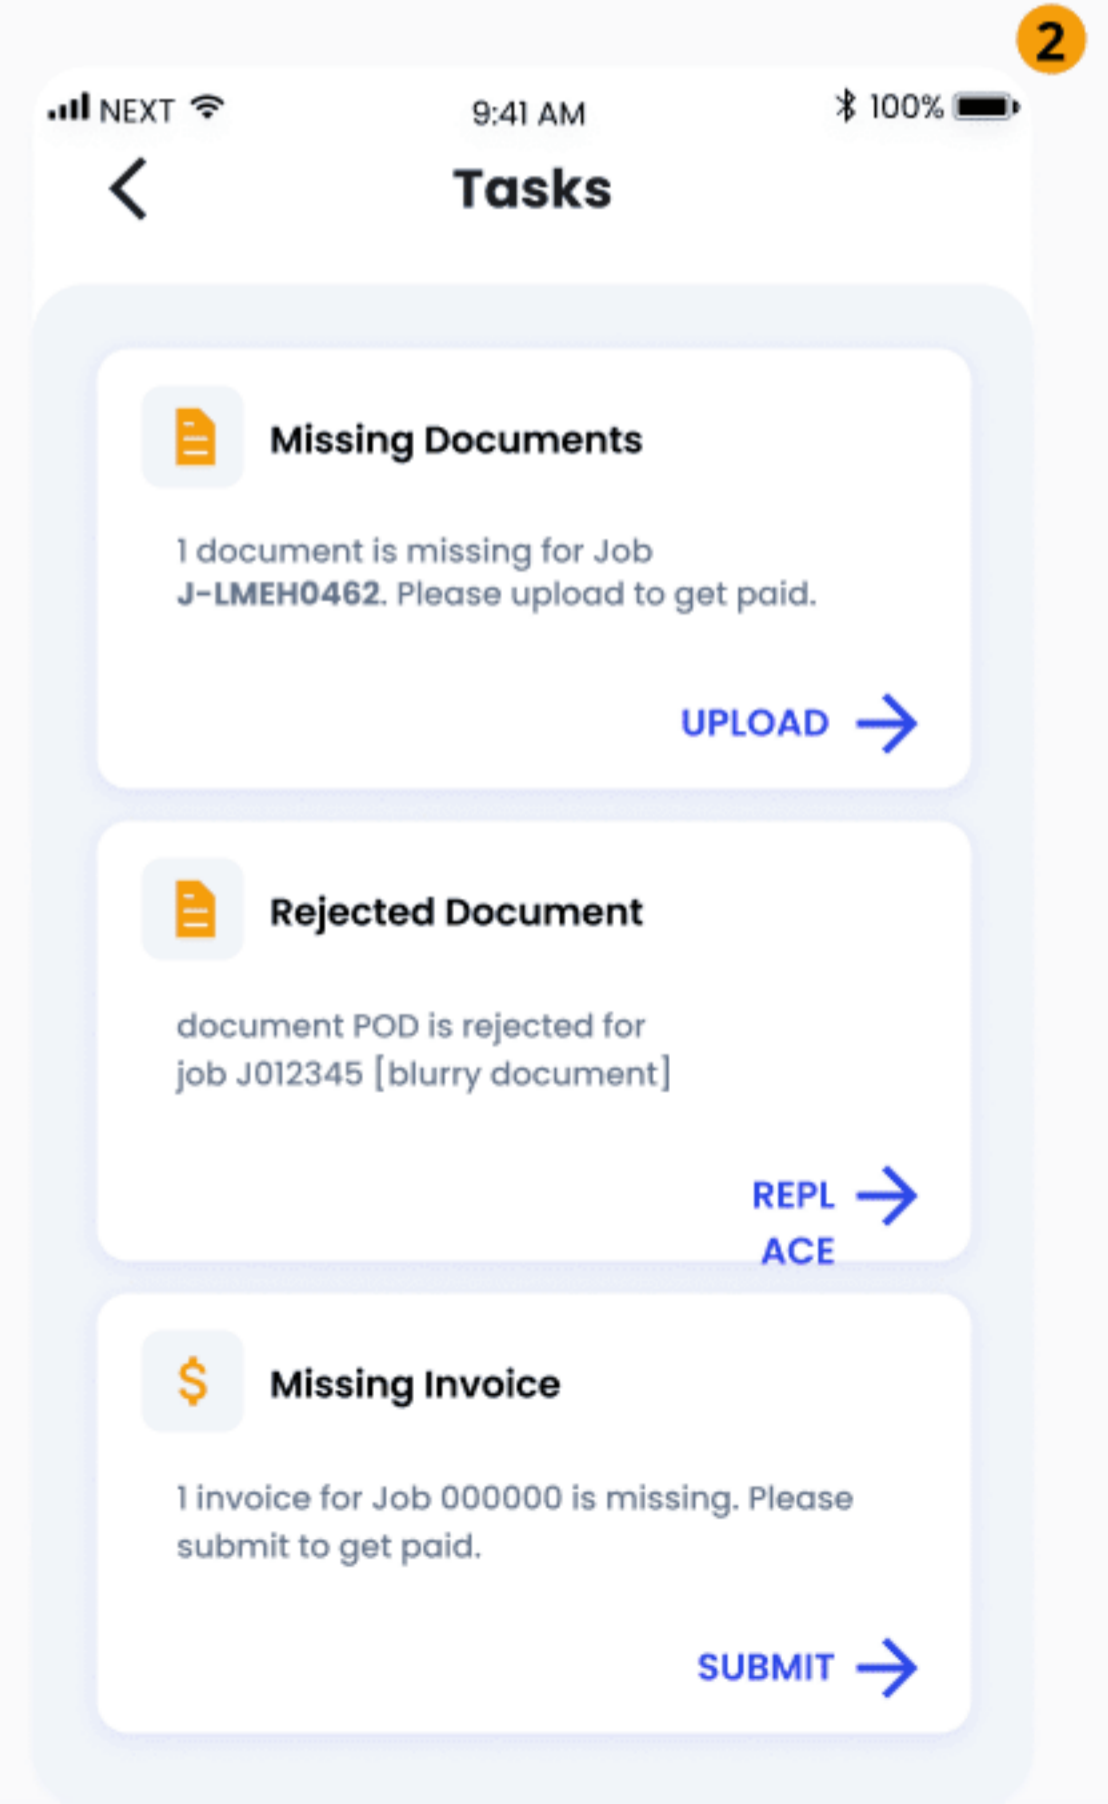 2
NEXT 9:41 AM 100%
Tasks
Missing Documents
1 document is missing for Job
J-LMEH0462. Please upload to get paid.
UPLOAD
Rejected Document
document POD is rejected for
job J012345 [blurry document]
REPL
ACE
$
Missing Invoice
1 invoice for Job 000000 is missing. Please
submit to get paid.
SUBMIT